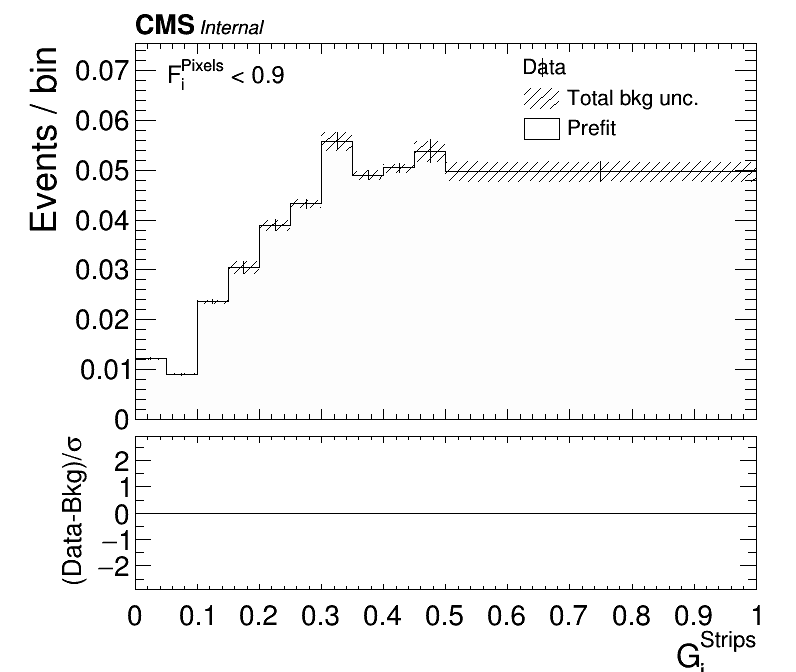 CMS Internal
Events / bin
0.07
0.06
0.05
0.04
0.03
0.02
0.01
0
F_i^Pixels < 0.9
Data
Total bkg unc.
Prefit
(Data-Bkg)/σ
2
1
0
−1
−2
0 0.1 0.2 0.3 0.4 0.5 0.6 0.7 0.8 0.9 1
G_i^Strips